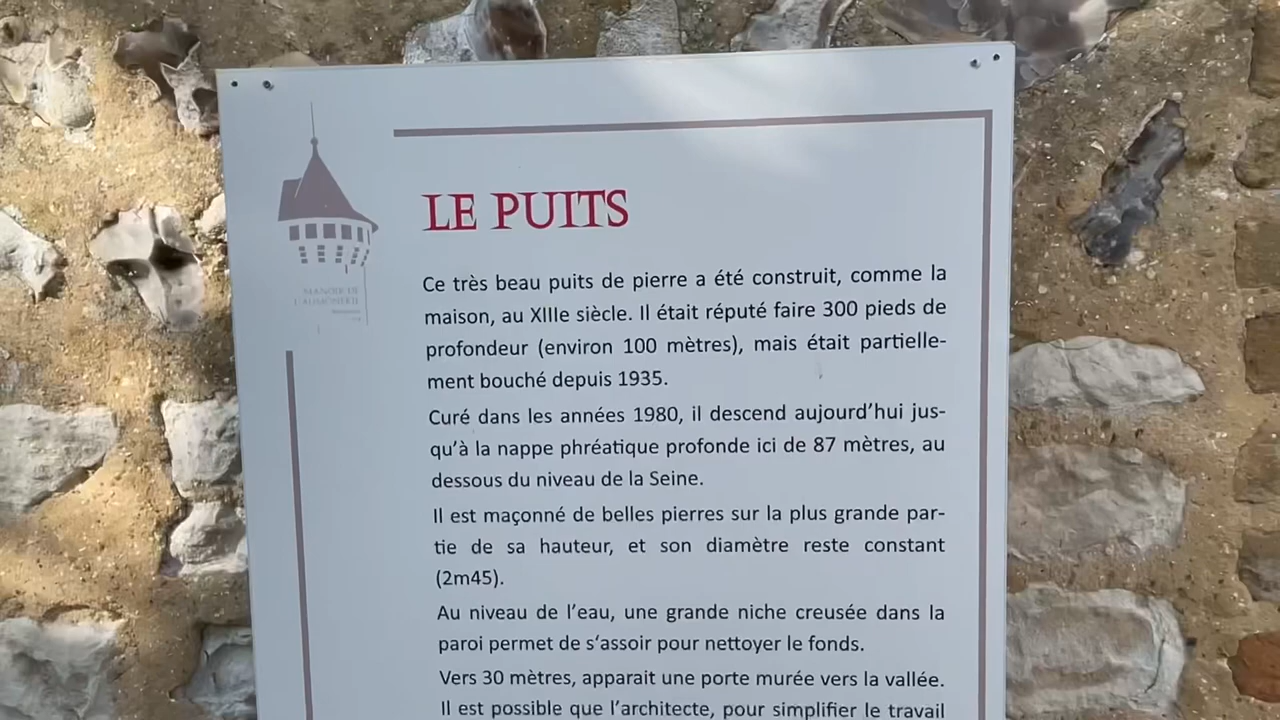 MANOIR DE
L'AUMÔNERIE
LE PUITS
Ce très beau puits de pierre a été construit, comme la
maison, au XIIIe siècle. Il était réputé faire 300 pieds de
profondeur (environ 100 mètres), mais était partielle-
ment bouché depuis 1935.
Curé dans les années 1980, il descend aujourd'hui jus-
qu'à la nappe phréatique profonde ici de 87 mètres, au
dessous du niveau de la Seine.
Il est maçonné de belles pierres sur la plus grande par-
tie de sa hauteur, et son diamètre reste constant
(2m45).
Au niveau de l'eau, une grande niche creusée dans la
paroi permet de s‘assoir pour nettoyer le fonds.
Vers 30 mètres, apparait une porte murée vers la vallée.
Il est possible que l'architecte, pour simplifier le travail